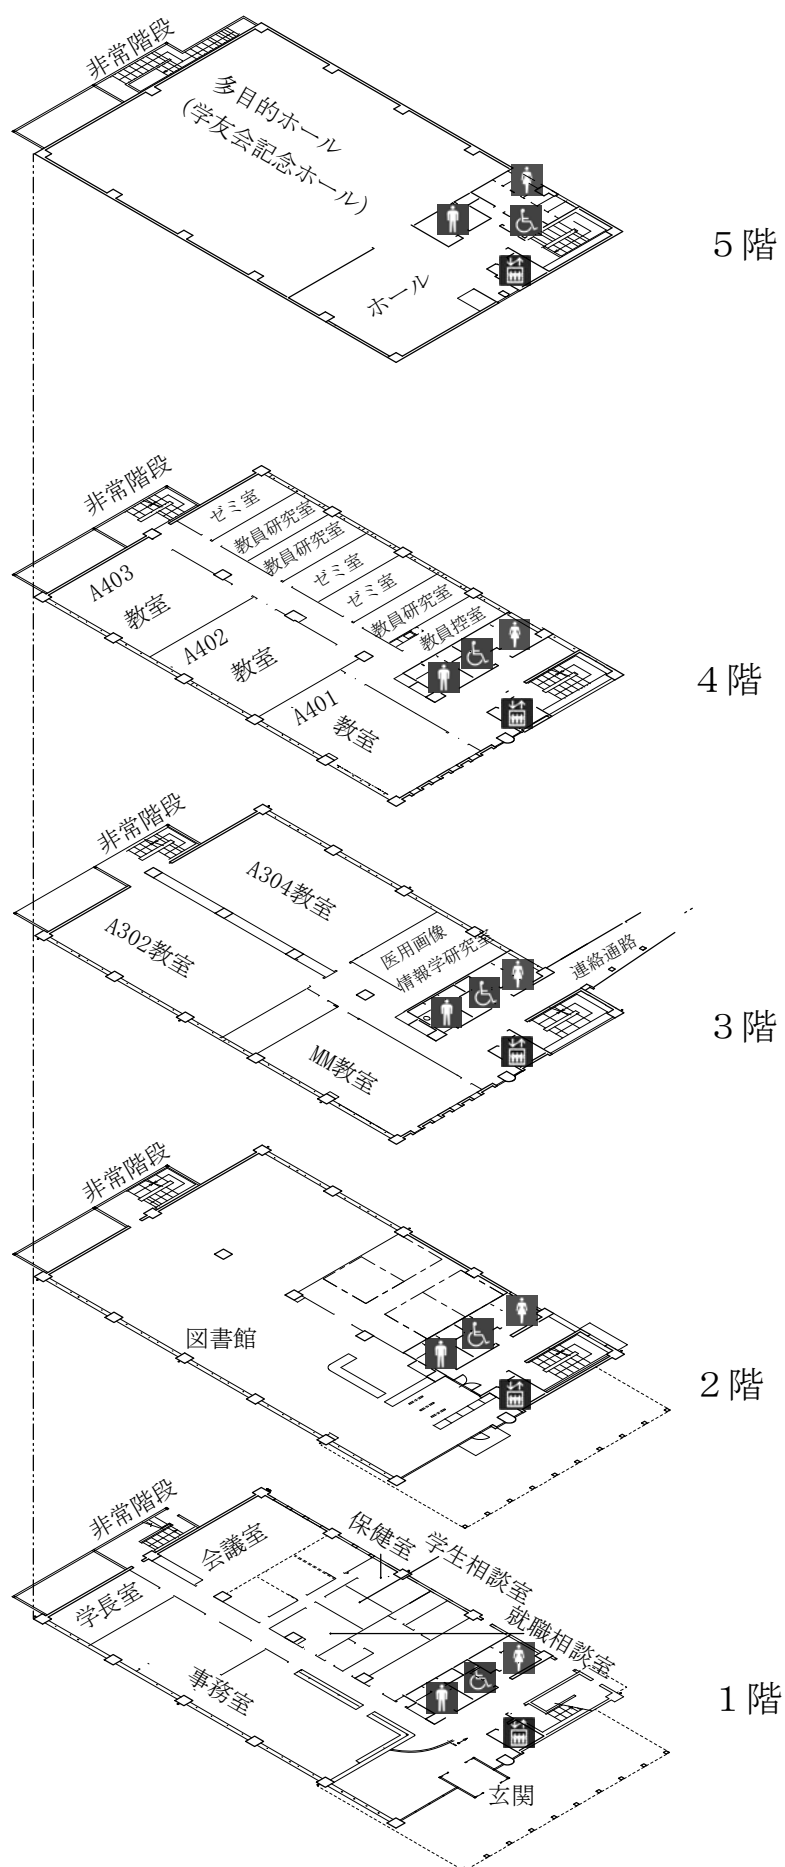 非常階段
多目的ホール
(学友会記念ホール)
ホール
5階
非常階段
ゼミ室
教員研究室
教員研究室
ゼミ室
ゼミ室
教員研究室
教員控室
A403
教室
A402
教室
A401
教室
4階
非常階段
A304教室
A302教室
医用画像
情報学研究室
連絡通路
MM教室
3階
非常階段
図書館
2階
非常階段
会議室
保健室
学生相談室
就職相談室
学長室
事務室
玄関
1階